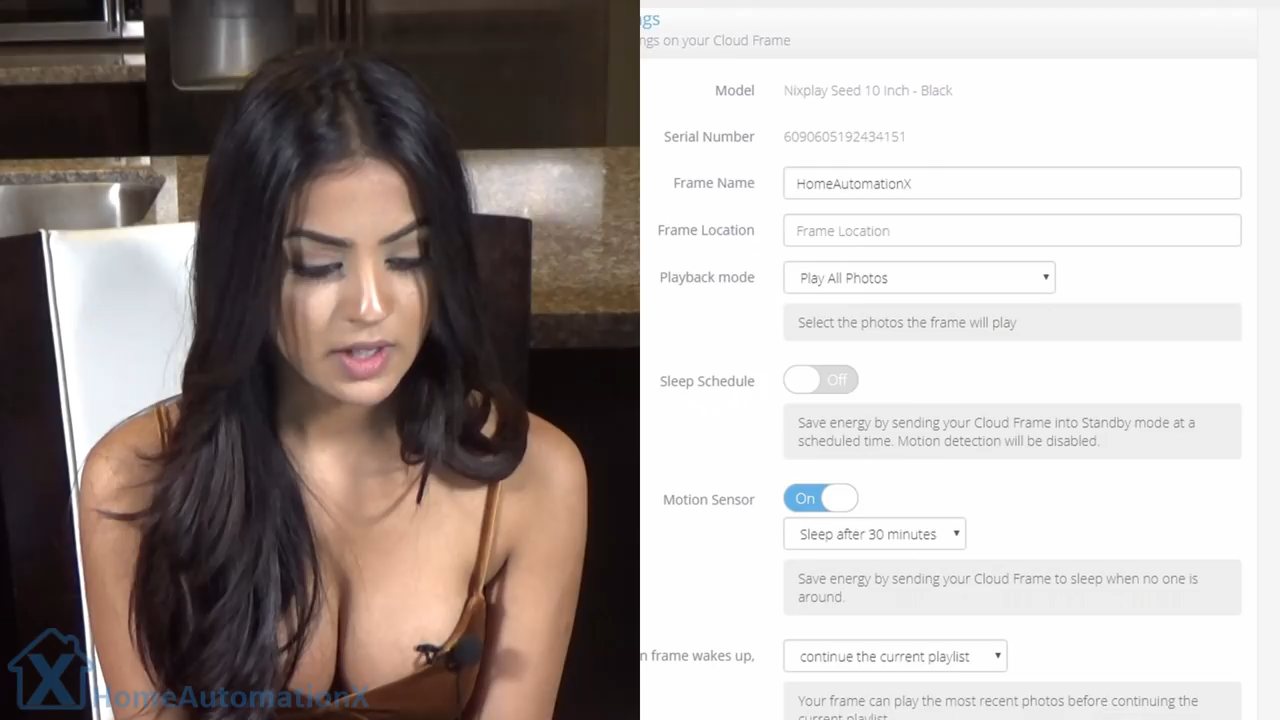 ngs
ngs on your Cloud Frame
Model Nixplay Seed 10 Inch - Black
Serial Number 6090605192434151
Frame Name HomeAutomationX
Frame Location Frame Location
Playback mode Play All Photos
Select the photos the frame will play
Sleep Schedule Off
Save energy by sending your Cloud Frame into Standby mode at a
scheduled time. Motion detection will be disabled.
Motion Sensor On
Sleep after 30 minutes
Save energy by sending your Cloud Frame to sleep when no one is
around.
n frame wakes up, continue the current playlist
Your frame can play the most recent photos before continuing the
current playlist
X
HomeAutomationX